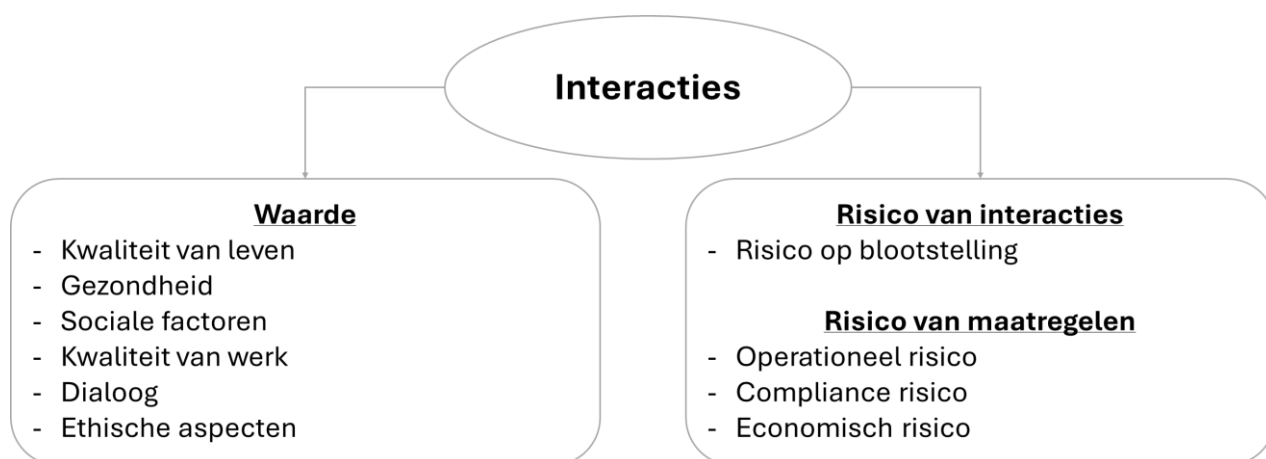 Interacties
Waarde
- Kwaliteit van leven
- Gezondheid
- Sociale factoren
- Kwaliteit van werk
- Dialoog
- Ethische aspecten
Risico van interacties
- Risico op blootstelling
Risico van maatregelen
- Operationeel risico
- Compliance risico
- Economisch risico